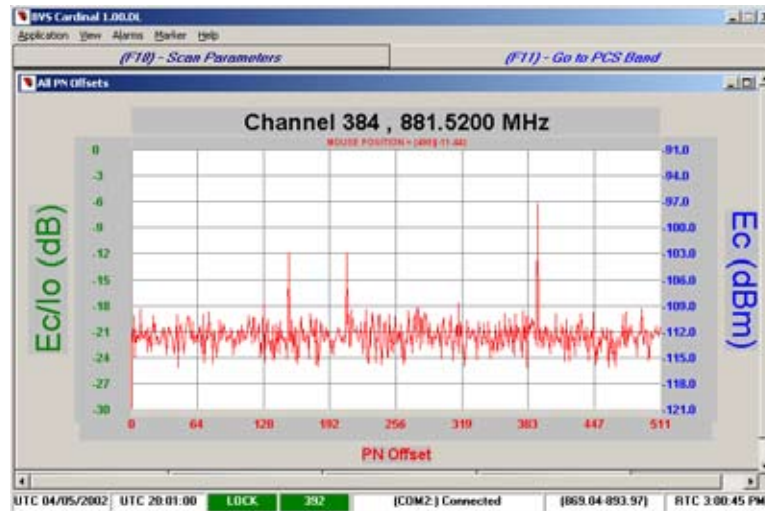 BVS Cardinal 1.00.DL
Application View Alarms Marker Help
(F10) - Scan Parameters (F11) - Go to PCS Band
All PN Offsets
Channel 384 , 881.5200 MHz
MOUSE POSITION =
Ec/Io (dB)
0
-3
-6
-9
-12
-15
-18
-21
-24
-27
-30
-91.0
-94.0
-97.0
-100.0
-103.0
-106.0
-109.0
-112.0
-115.0
-118.0
-121.0
Ec (dBm)
0 64 128 192 256 319 383 447 511
PN Offset
UTC 04/05/2002 UTC 20:01:00 LOCK 392 (COM2:) Connected (869.04-893.97) RTC 3:00:45 PM